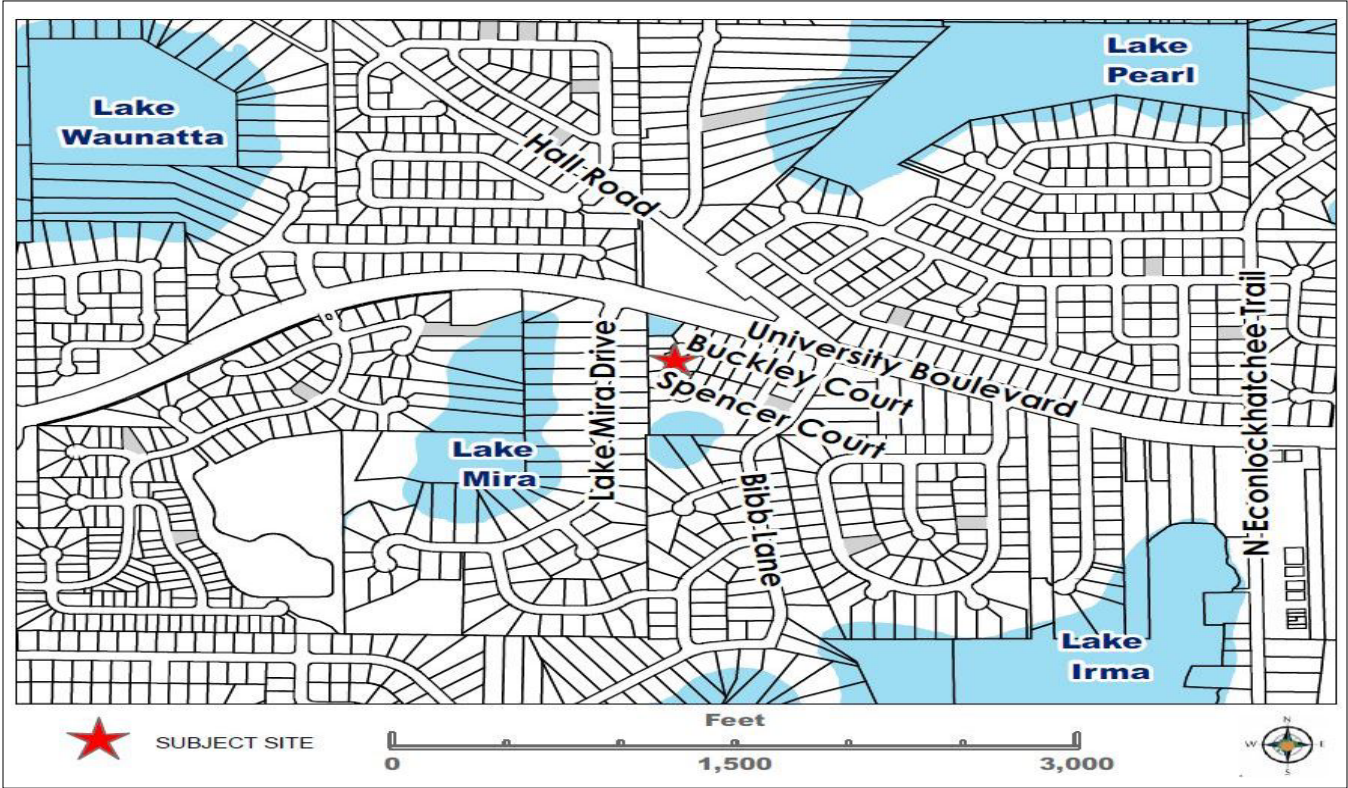 Lake
Pearl
Lake
Waunatta
Hall Road
N Econlockhatchee Trail
University Boulevard
Lake Mira Drive
Buckley Court
Spencer Court
Lake
Mira
Bibb Lane
Lake
Irma
Feet
SUBJECT SITE
0
1,500
3,000
N
W
E
S